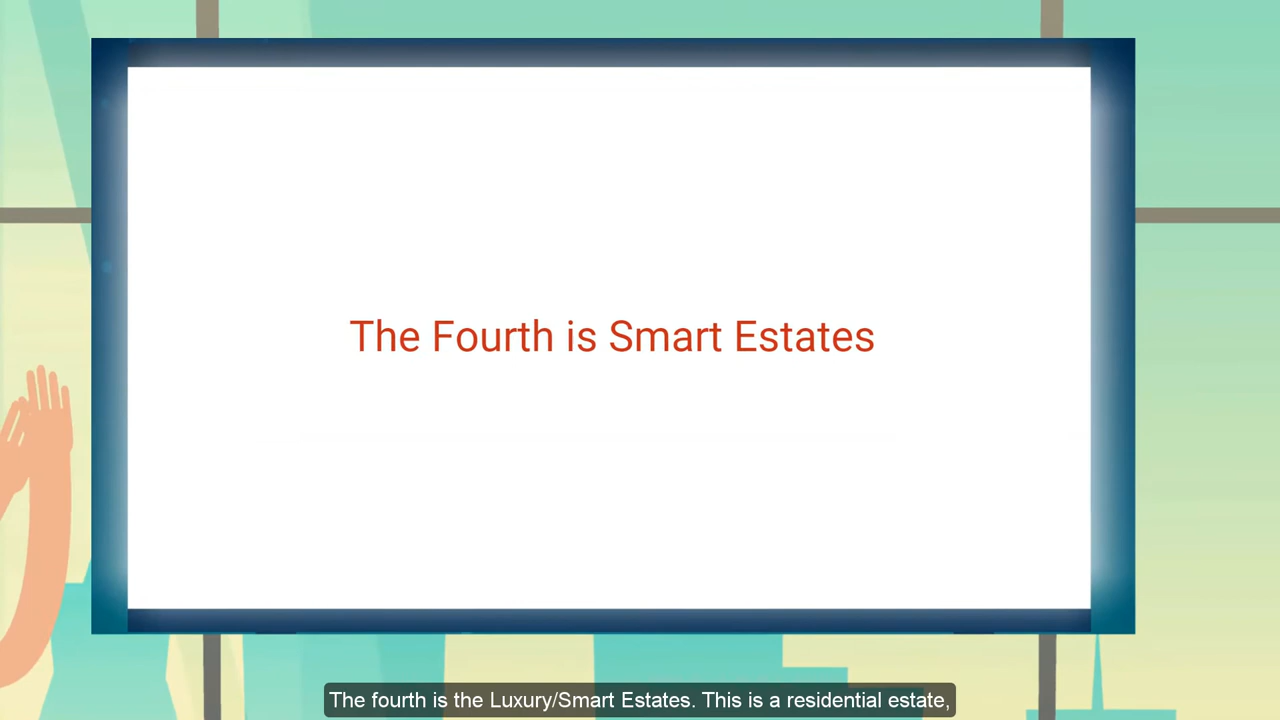 The Fourth is Smart Estates
The fourth is the Luxury/Smart Estates. This is a residential estate,